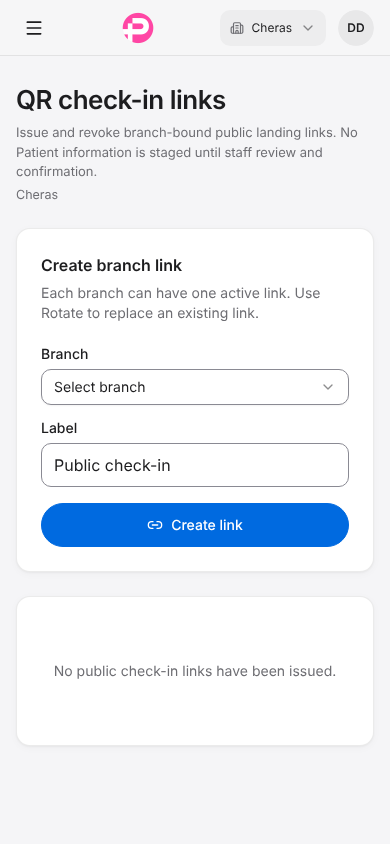 Cheras
DD
QR check-in links
Issue and revoke branch-bound public landing links. No
Patient information is staged until staff review and
confirmation.
Cheras
Create branch link
Each branch can have one active link. Use
Rotate to replace an existing link.
Branch
Select branch
Label
Public check-in
Create link
No public check-in links have been issued.